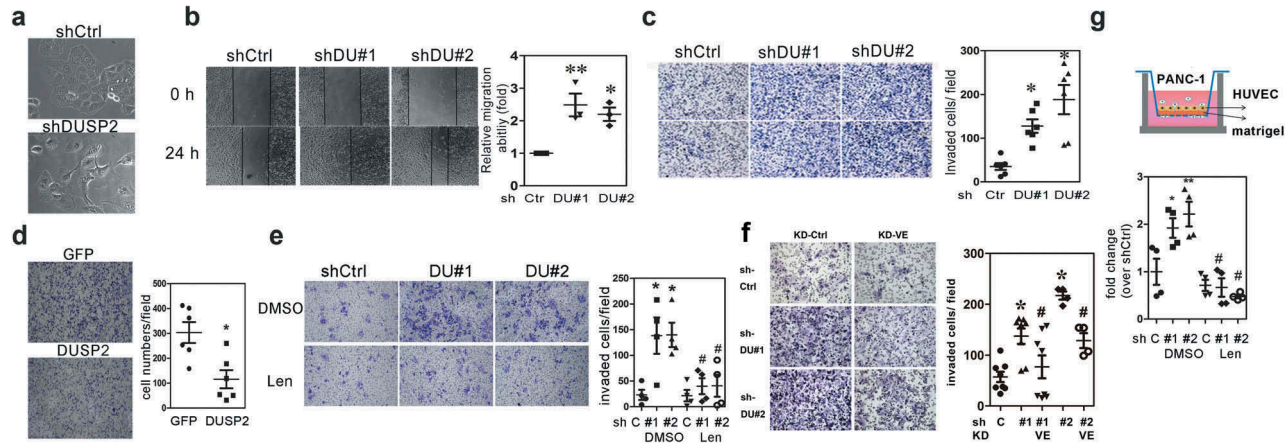 a
shCtrl
shDUSP2
b
shCtrl shDU#1 shDU#2
0 h
24 h
Relative migration
abitliy (fold)
4
3
2
1
0
sh Ctr DU#1 DU#2
** *
c
shCtrl shDU#1 shDU#2
Invaded cells/ field
300
200
100
0
sh Ctrl DU#1 DU#2
* *
g
PANC-1
HUVEC
matrigel
fold change
(over shCtrl)
3
2
1
0
* ** # #
sh C #1 #2 C #1 #2
DMSO Len
d
GFP
DUSP2
cell numbers/field
500
400
300
200
100
0
*
GFP DUSP2
e
shCtrl DU#1 DU#2
DMSO
Len
invaded cells/field
250
200
150
100
50
0
* * # #
sh C #1 #2 C #1 #2
DMSO Len
f
KD-Ctrl KD-VE
sh-
Ctrl
sh-
DU#1
sh-
DU#2
invaded cells/ field
300
200
100
0
* # * #
sh C #1 #1 #2 #2
KD VE VE